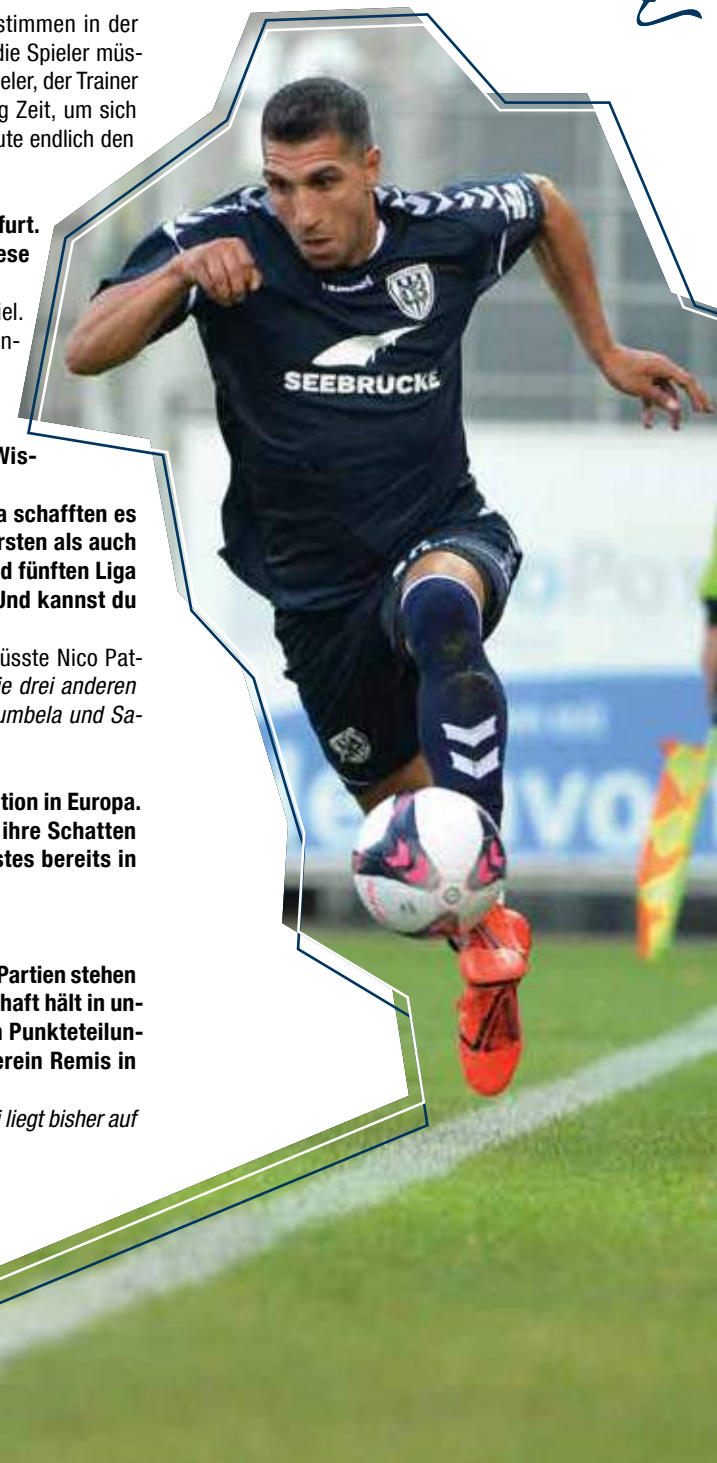 stimmen in der
die Spieler müs-
eler, der Trainer
g Zeit, um sich
ute endlich den
furt.
ese
iel.
n-
Wis-
a schafften es
rsten als auch
d fünften Liga
Und kannst du
üsste Nico Pat-
ie drei anderen
umbela und Sa-
tion in Europa.
ihre Schatten
stes bereits in
Partien stehen
haft hält in un-
n Punkteteilun-
erein Remis in
i liegt bisher auf
hummel
SEEBRÜCKE